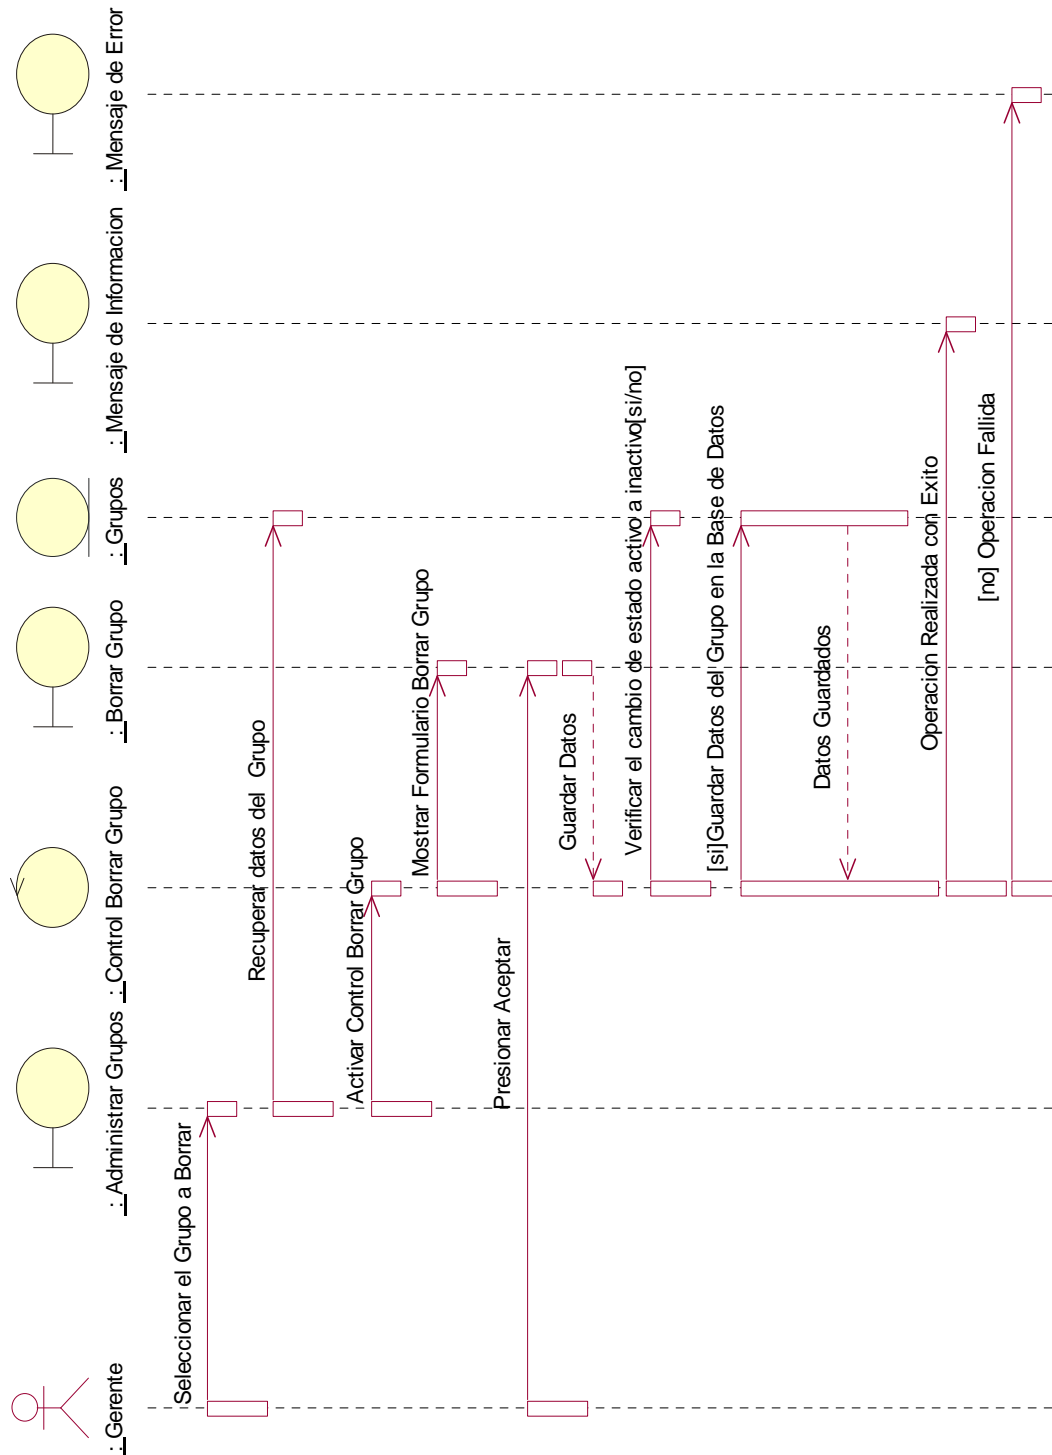 : Gerente
: Administrar Grupos
: Control Borrar Grupo
: Borrar Grupo
: Grupos
: Mensaje de Informacion
: Mensaje de Error
Seleccionar el Grupo a Borrar
Recuperar datos del Grupo
Activar Control Borrar Grupo
Mostrar Formulario Borrar Grupo
Presionar Aceptar
Guardar Datos
Verificar el cambio de estado activo a inactivo[si/no]
[si]Guardar Datos del Grupo en la Base de Datos
Datos Guardados
Operacion Realizada con Exito
[no] Operacion Fallida